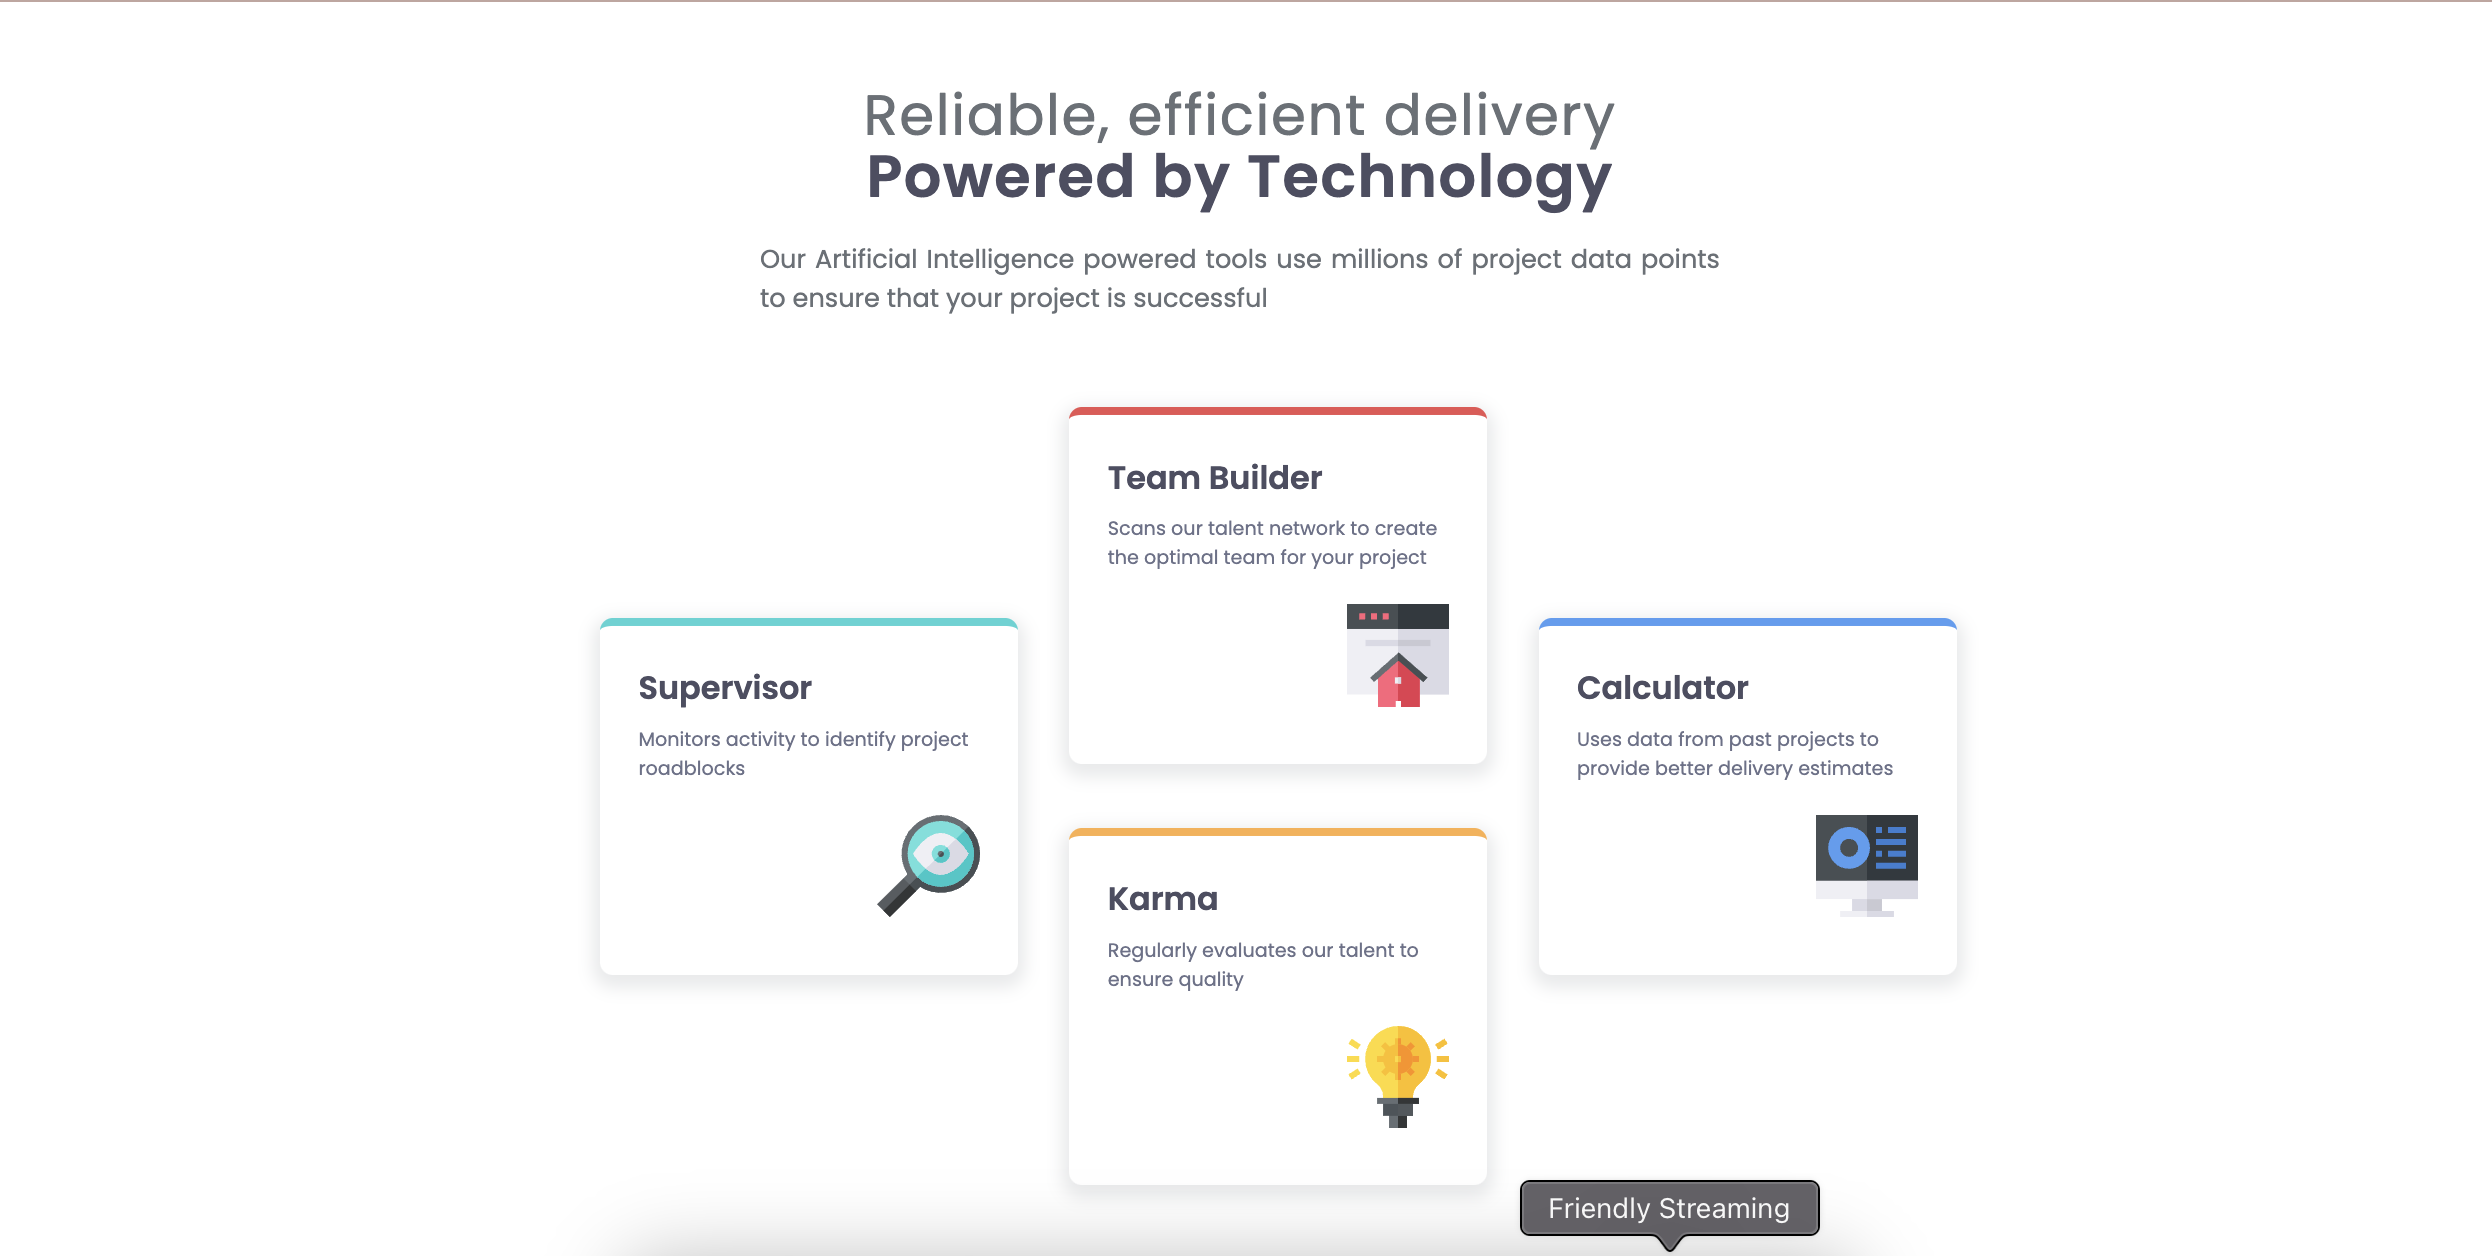 Reliable, efficient delivery
Powered by Technology
Our Artificial Intelligence powered tools use millions of project data points
to ensure that your project is successful
Team Builder
Scans our talent network to create
the optimal team for your project
Supervisor
Monitors activity to identify project
roadblocks
Calculator
Uses data from past projects to
provide better delivery estimates
Karma
Regularly evaluates our talent to
ensure quality
Friendly Streaming